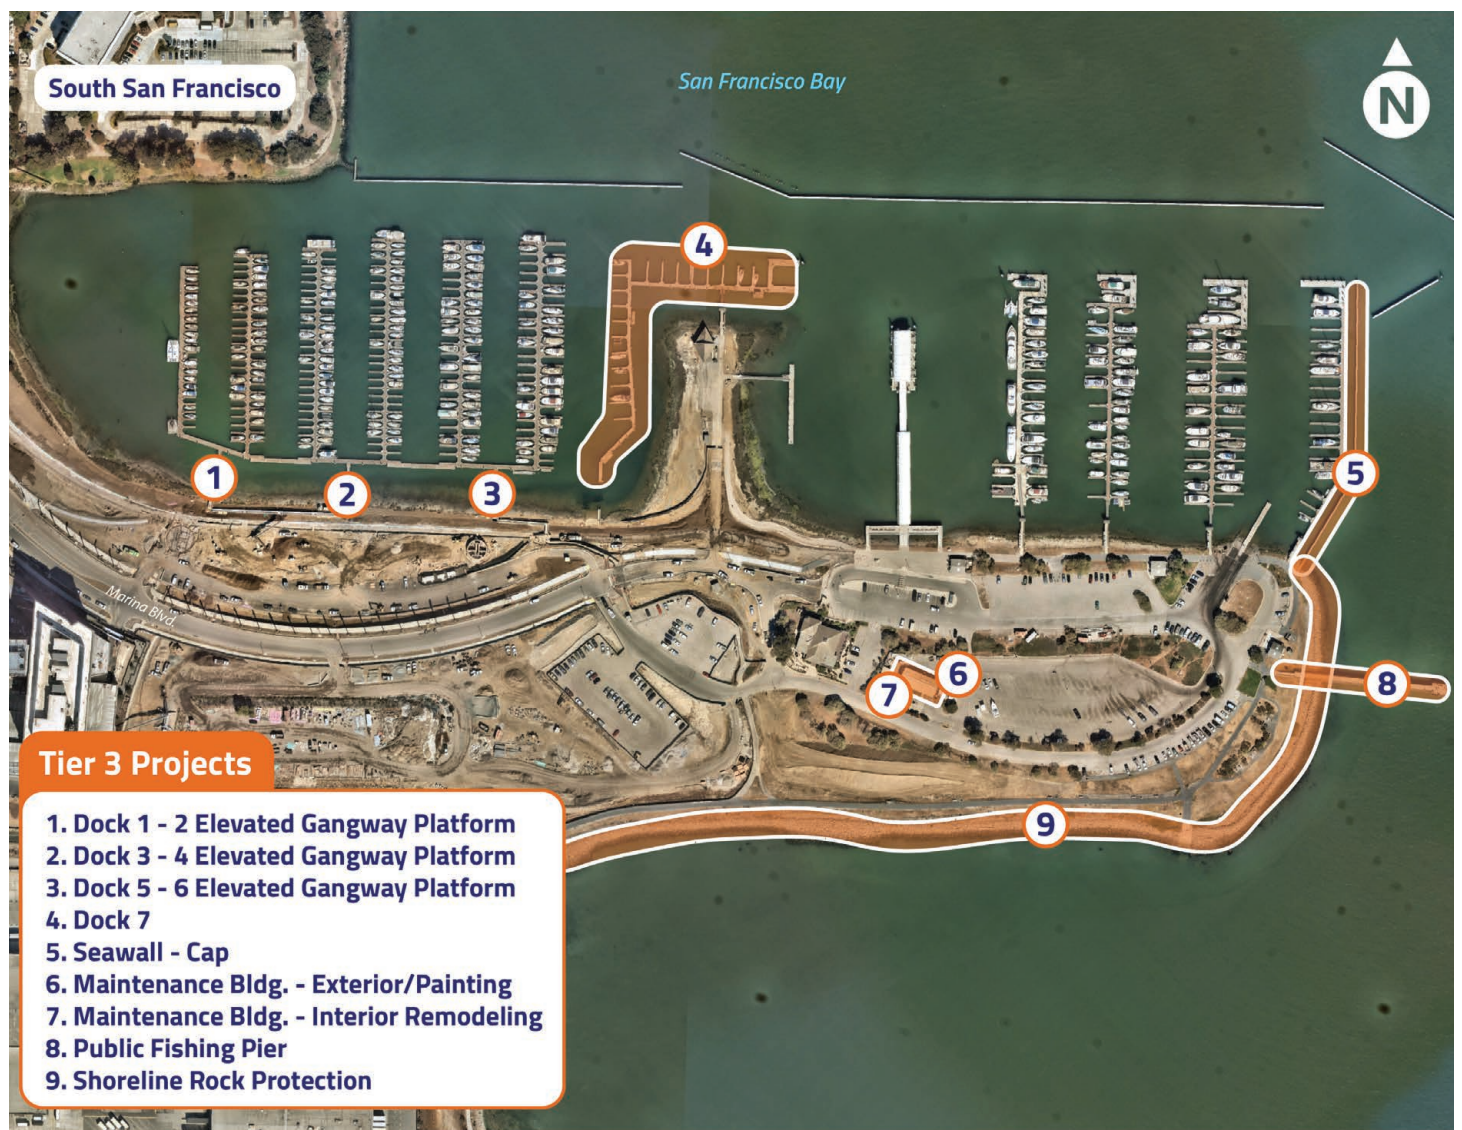 South San Francisco
San Francisco Bay
N
4
1
2
3
5
Marina Blvd.
6
7
8
9
Tier 3 Projects
1. Dock 1 - 2 Elevated Gangway Platform
2. Dock 3 - 4 Elevated Gangway Platform
3. Dock 5 - 6 Elevated Gangway Platform
4. Dock 7
5. Seawall - Cap
6. Maintenance Bldg. - Exterior/Painting
7. Maintenance Bldg. - Interior Remodeling
8. Public Fishing Pier
9. Shoreline Rock Protection